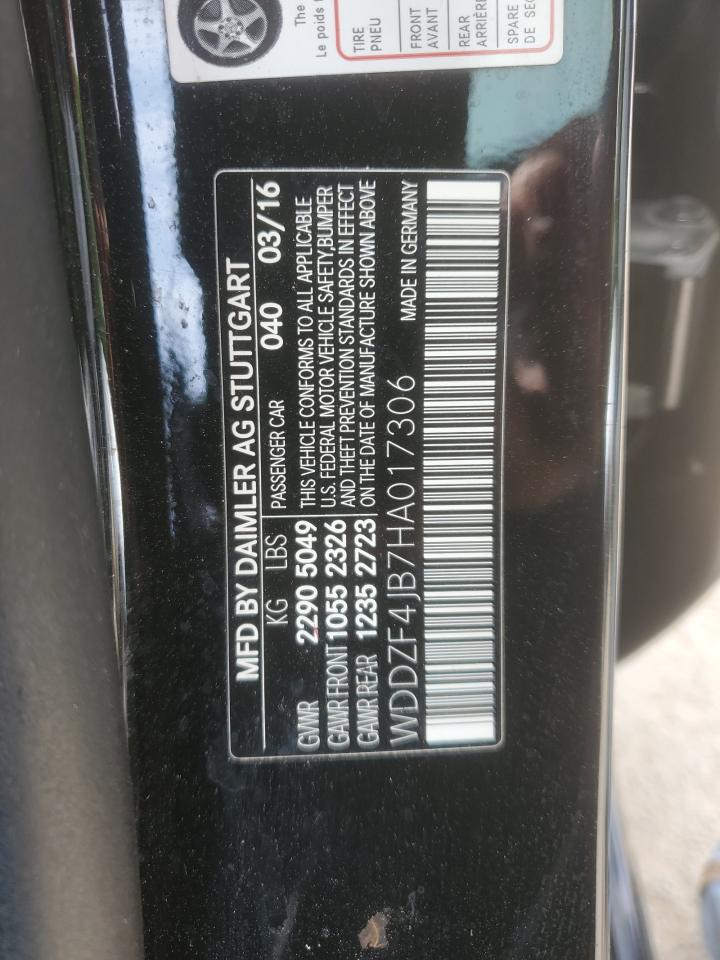 MFD BY DAIMLER AG STUTTGART
KG LBS PASSENGER CAR 040 03/16
GVWR 2290 5049 THIS VEHICLE CONFORMS TO ALL APPLICABLE
GAWR FRONT 1055 2326 U.S. FEDERAL MOTOR VEHICLE SAFETY,BUMPER
GAWR REAR 1235 2723 AND THEFT PREVENTION STANDARDS IN EFFECT
ON THE DATE OF MANUFACTURE SHOWN ABOVE
WDDZF4JB7HA017306 MADE IN GERMANY
The
Le poids
TIRE
PNEU
FRONT
AVANT
REAR
ARRIÈRE
SPARE
DE